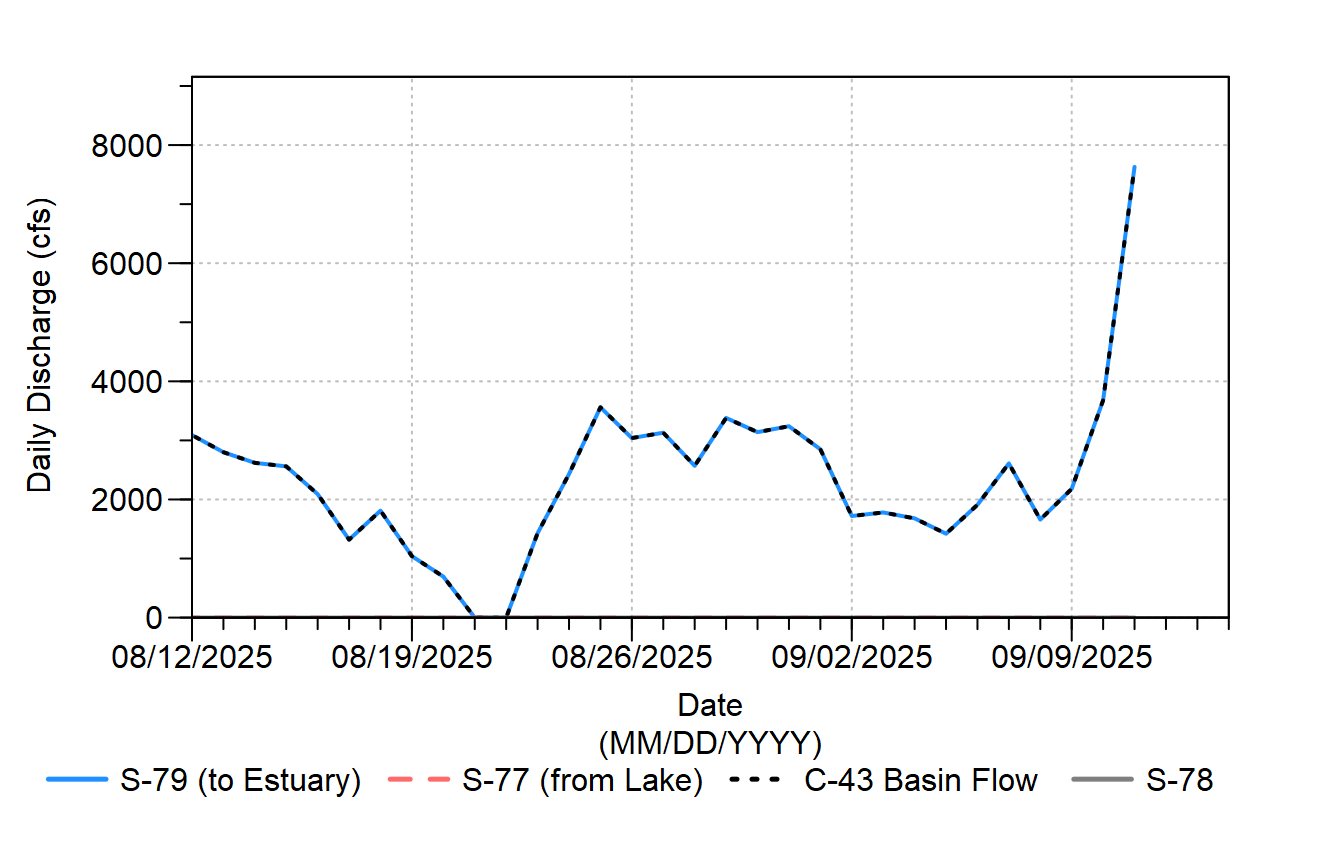 Daily Discharge (cfs)
8000
6000
4000
2000
0
08/12/2025 08/19/2025 08/26/2025 09/02/2025 09/09/2025
Date
(MM/DD/YYYY)
S-79 (to Estuary) S-77 (from Lake) C-43 Basin Flow S-78